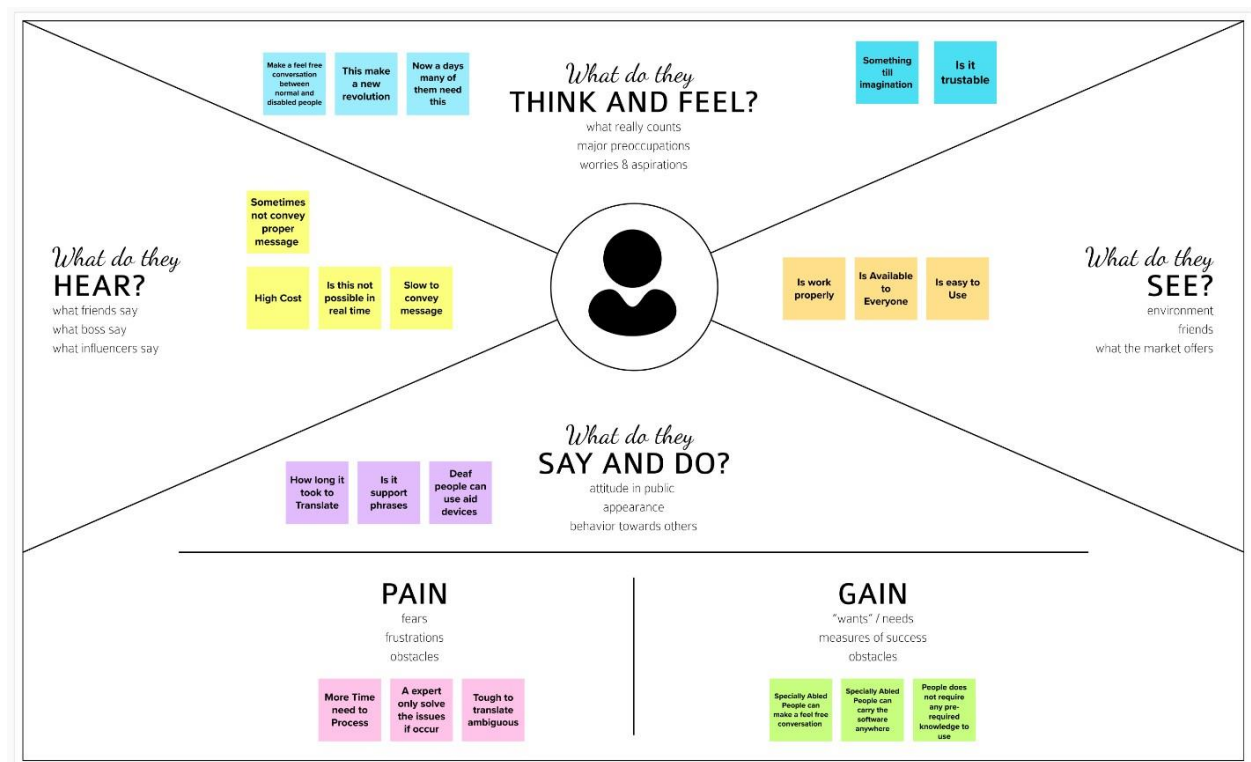 Make a feel free
conversation
between
normal and
disabled people
This make
a new
revolution
Now a days
many of
them need
this
What do they
THINK AND FEEL?
what really counts
major preoccupations
worries & aspirations
Something
till
imagination
Is it
trustable
What do they
HEAR?
what friends say
what boss say
what influencers say
Sometimes
not convey
proper
message
High Cost
Is this not
possible in
real time
Slow to
convey
message
Is work
properly
Is Available
to
Everyone
Is easy to
Use
What do they
SEE?
environment
friends
what the market offers
How long it
took to
Translate
Is it
support
phrases
Deaf
people can
use aid
devices
What do they
SAY AND DO?
attitude in public
appearance
behavior towards others
PAIN
fears
frustrations
obstacles
More Time
need to
Process
A expert
only solve
the issues
if occur
Tough to
translate
ambiguous
GAIN
"wants" / needs
measures of success
obstacles
Specially Abled
People can
make a feel free
conversation
Specially Abled
People can
carry the
software
anywhere
People does
not require
any pre-
required
knowledge to
use